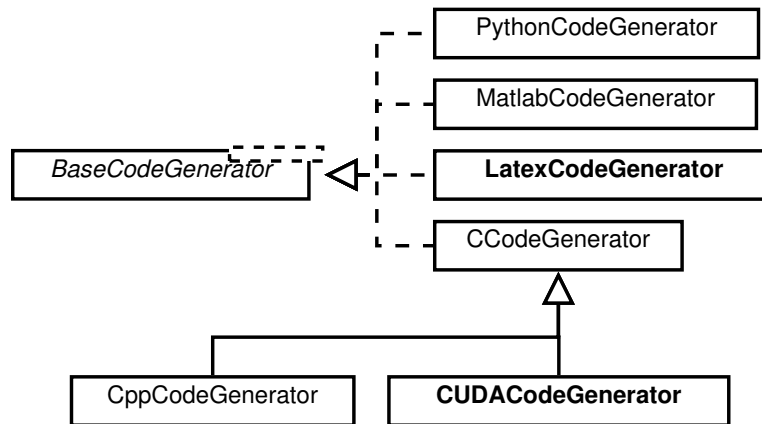 PythonCodeGenerator
MatlabCodeGenerator
BaseCodeGenerator
LatexCodeGenerator
CCodeGenerator
CppCodeGenerator
CUDACodeGenerator